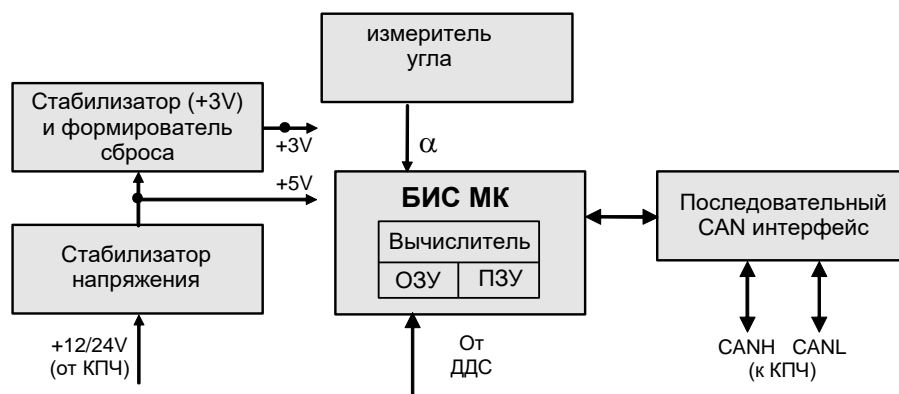 измеритель
угла
Стабилизатор (+3V)
и формирователь
сброса
+3V
α
+5V
БИС МК
Вычислитель
ОЗУ ПЗУ
Последовательный
CAN интерфейс
Стабилизатор
напряжения
+12/24V
(от КПЧ)
От
ДДС
CANH CANL
(к КПЧ)